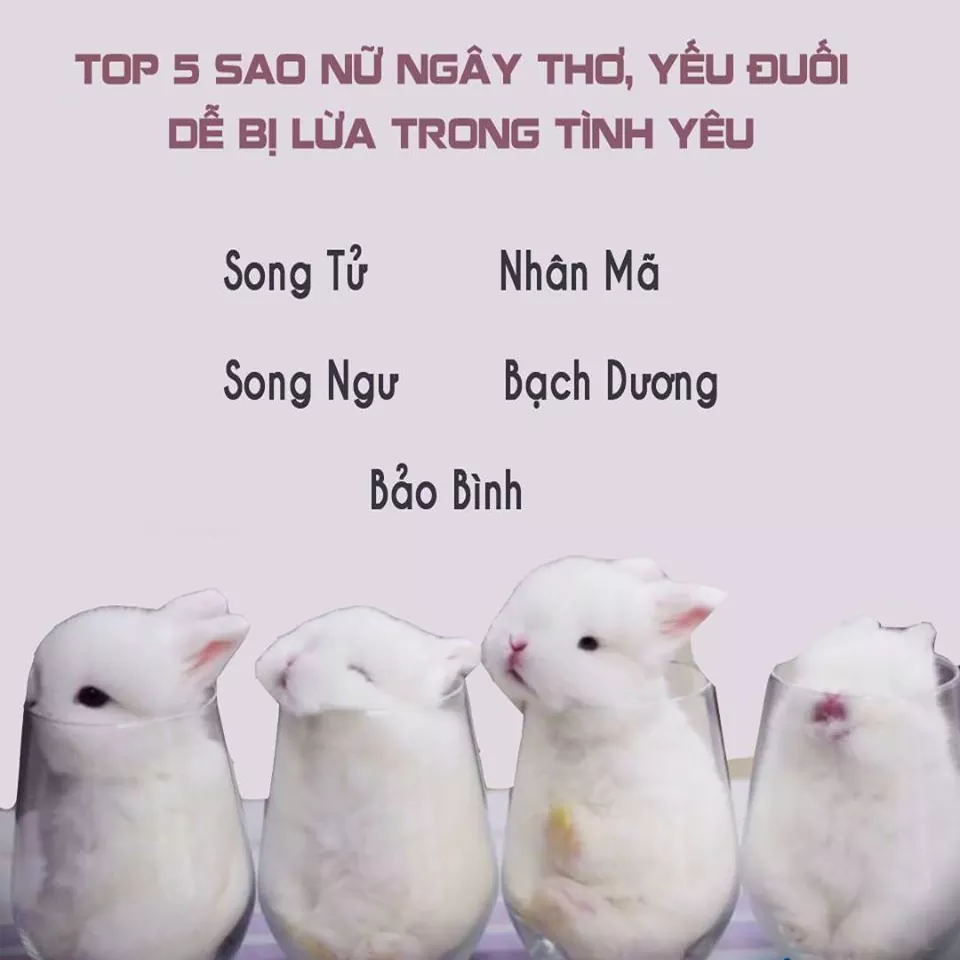 TOP 5 SAO NỮ NGÂY THƠ, YẾU ĐUỐI
DỄ BỊ LỪA TRONG TÌNH YÊU
Song Tử Nhân Mã
Song Ngư Bạch Dương
Bảo Bình